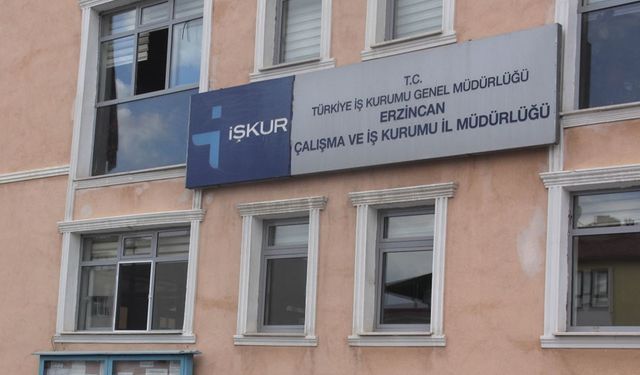 İŞKUR
T.C.
TÜRKİYE İŞ KURUMU GENEL MÜDÜRLÜĞÜ
ERZİNCAN
ÇALIŞMA VE İŞ KURUMU İL MÜDÜRLÜĞÜ